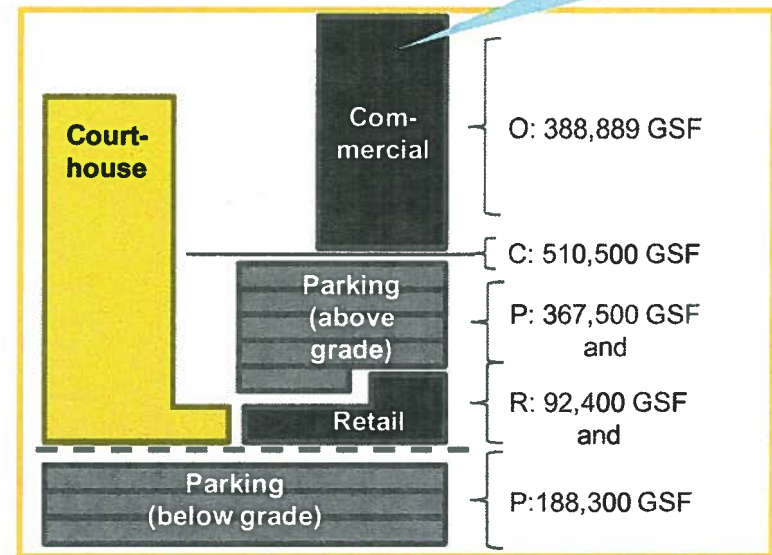 Court-
house
Com-
mercial
O: 388,889 GSF
C: 510,500 GSF
Parking
(above
grade)
P: 367,500 GSF
and
Retail
R: 92,400 GSF
and
Parking
(below grade)
P:188,300 GSF